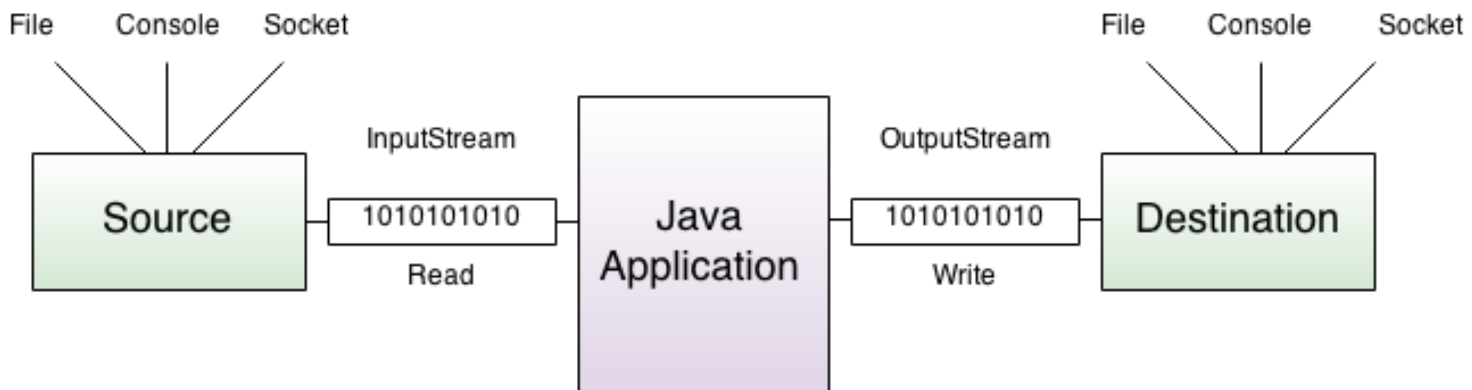 File Console Socket
File Console Socket
InputStream
OutputStream
Source
1010101010
Java
Application
1010101010
Destination
Read
Write